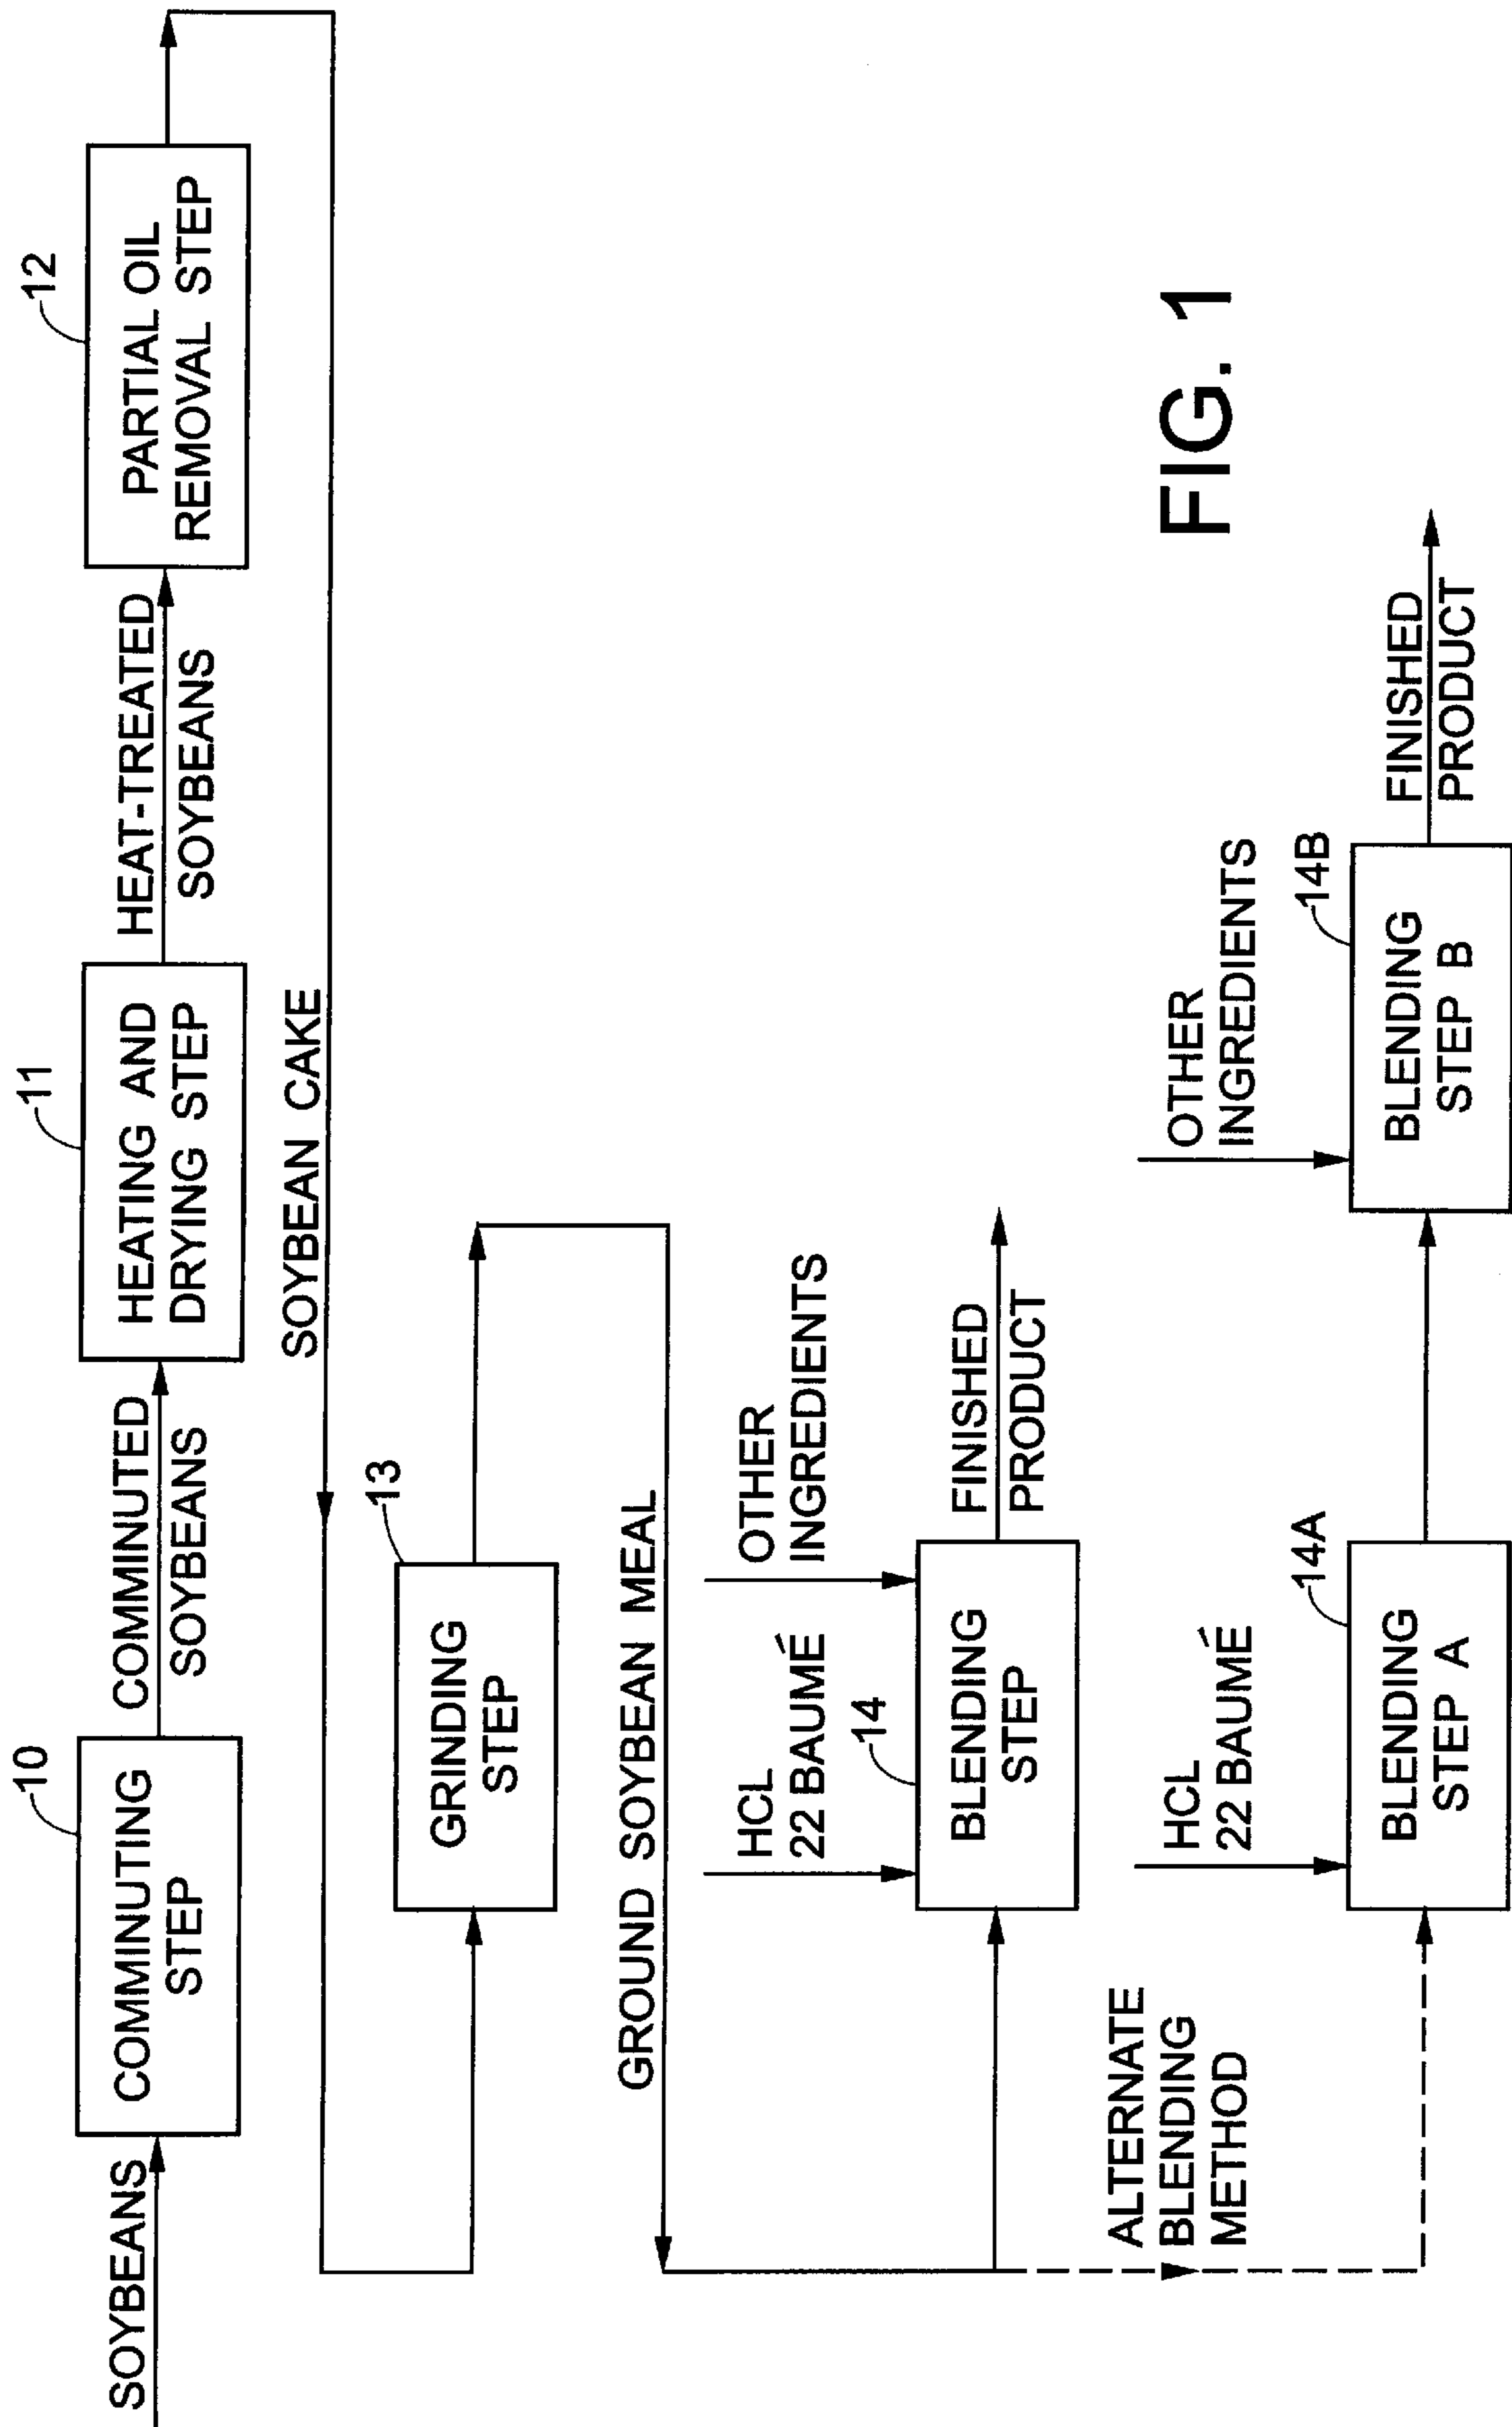 SOYBEANS
10
COMMINUTING
STEP
COMMINUTED
SOYBEANS
11
HEATING AND
DRYING STEP
HEAT-TREATED
SOYBEANS
12
PARTIAL OIL
REMOVAL STEP
SOYBEAN CAKE
13
GRINDING
STEP
GROUND SOYBEAN MEAL
HCL
22 BAUMÉ
OTHER
INGREDIENTS
14
BLENDING
STEP
FINISHED
PRODUCT
ALTERNATE
BLENDING
METHOD
HCL
22 BAUMÉ
14A
BLENDING
STEP A
OTHER
INGREDIENTS
14B
BLENDING
STEP B
FINISHED
PRODUCT
FIG. 1